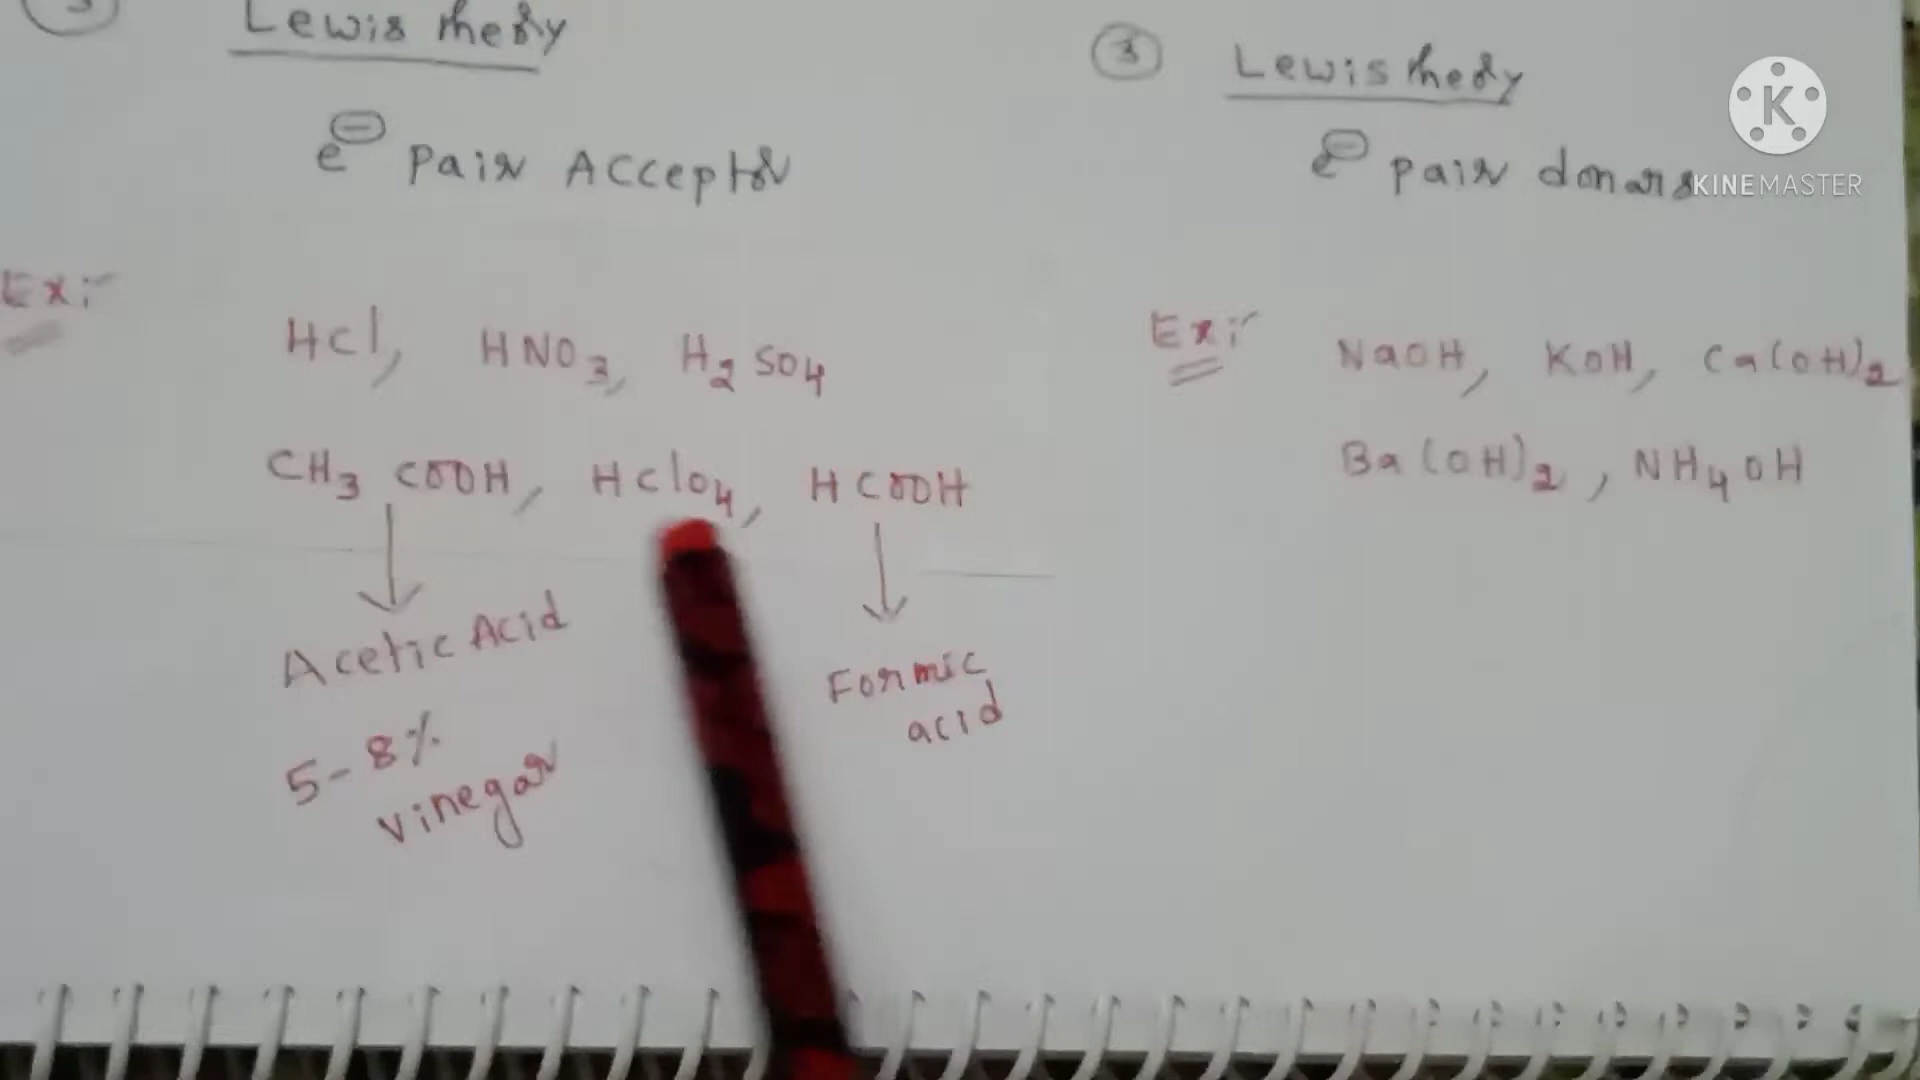 3
Lewis theory
e⊖ pair Acceptor
Ex:-
HCl, HNO3, H2SO4
CH3COOH, HClO4, HCOOH
Acetic Acid
5-8%
vinegar
Formic
acid
3
Lewis theory
e⊖ pair donars
Ex:-
NaOH, KOH, Ca(OH)2
Ba(OH)2, NH4OH
K
KINEMASTER